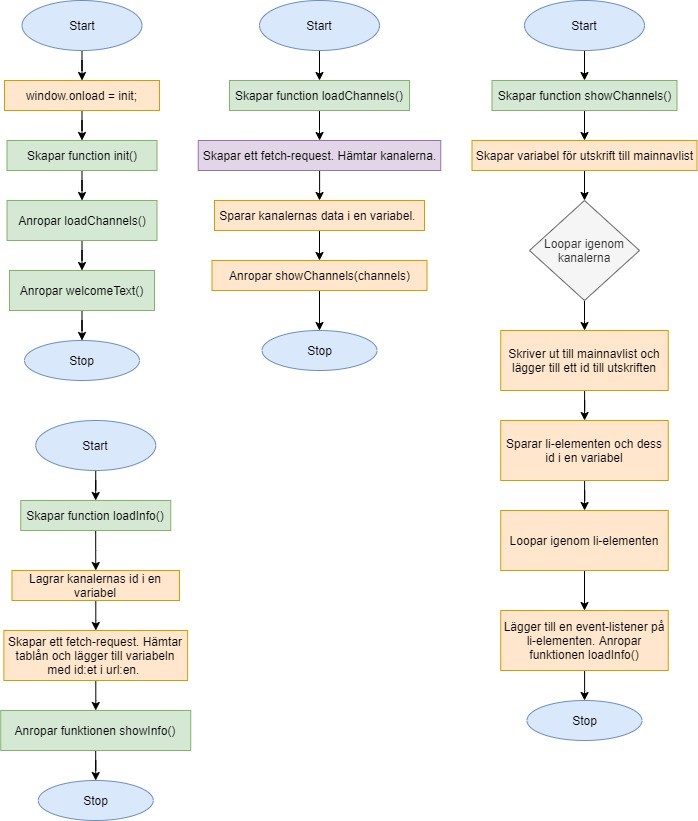 Start
window.onload = init;
Skapar function init()
Anropar loadChannels()
Anropar welcomeText()
Stop
Start
Skapar function loadChannels()
Skapar ett fetch-request. Hämtar kanalerna.
Sparar kanalernas data i en variabel.
Anropar showChannels(channels)
Stop
Start
Skapar function showChannels()
Skapar variabel för utskrift till mainnavlist
Loopar igenom
kanalerna
Skriver ut till mainnavlist och
lägger till ett id till utskriften
Sparar li-elementen och dess
id i en variabel
Loopar igenom li-elementen
Lägger till en event-listener på
li-elementen. Anropar
funktionen loadInfo()
Stop
Start
Skapar function loadInfo()
Lagrar kanalernas id i en
variabel
Skapar ett fetch-request. Hämtar
tablån och lägger till variabeln
med id:et i url:en.
Anropar funktionen showInfo()
Stop